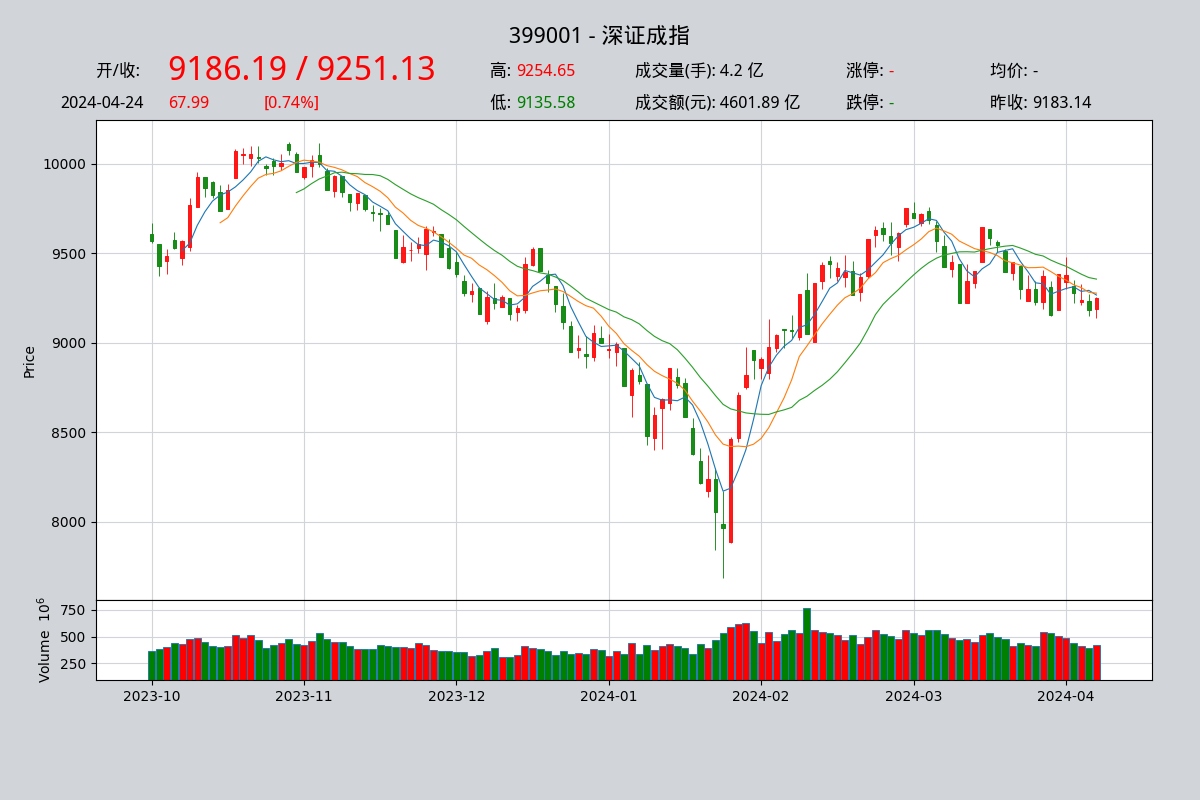 399001 - 深证成指
开/收: 9186.19 / 9251.13 高: 9254.65 成交量(手): 4.2 亿 涨停: - 均价: -
2024-04-24 67.99 [0.74%] 低: 9135.58 成交额(元): 4601.89 亿 跌停: - 昨收: 9183.14
Price
10000
9500
9000
8500
8000
Volume 10^6
750
500
250
2023-10 2023-11 2023-12 2024-01 2024-02 2024-03 2024-04